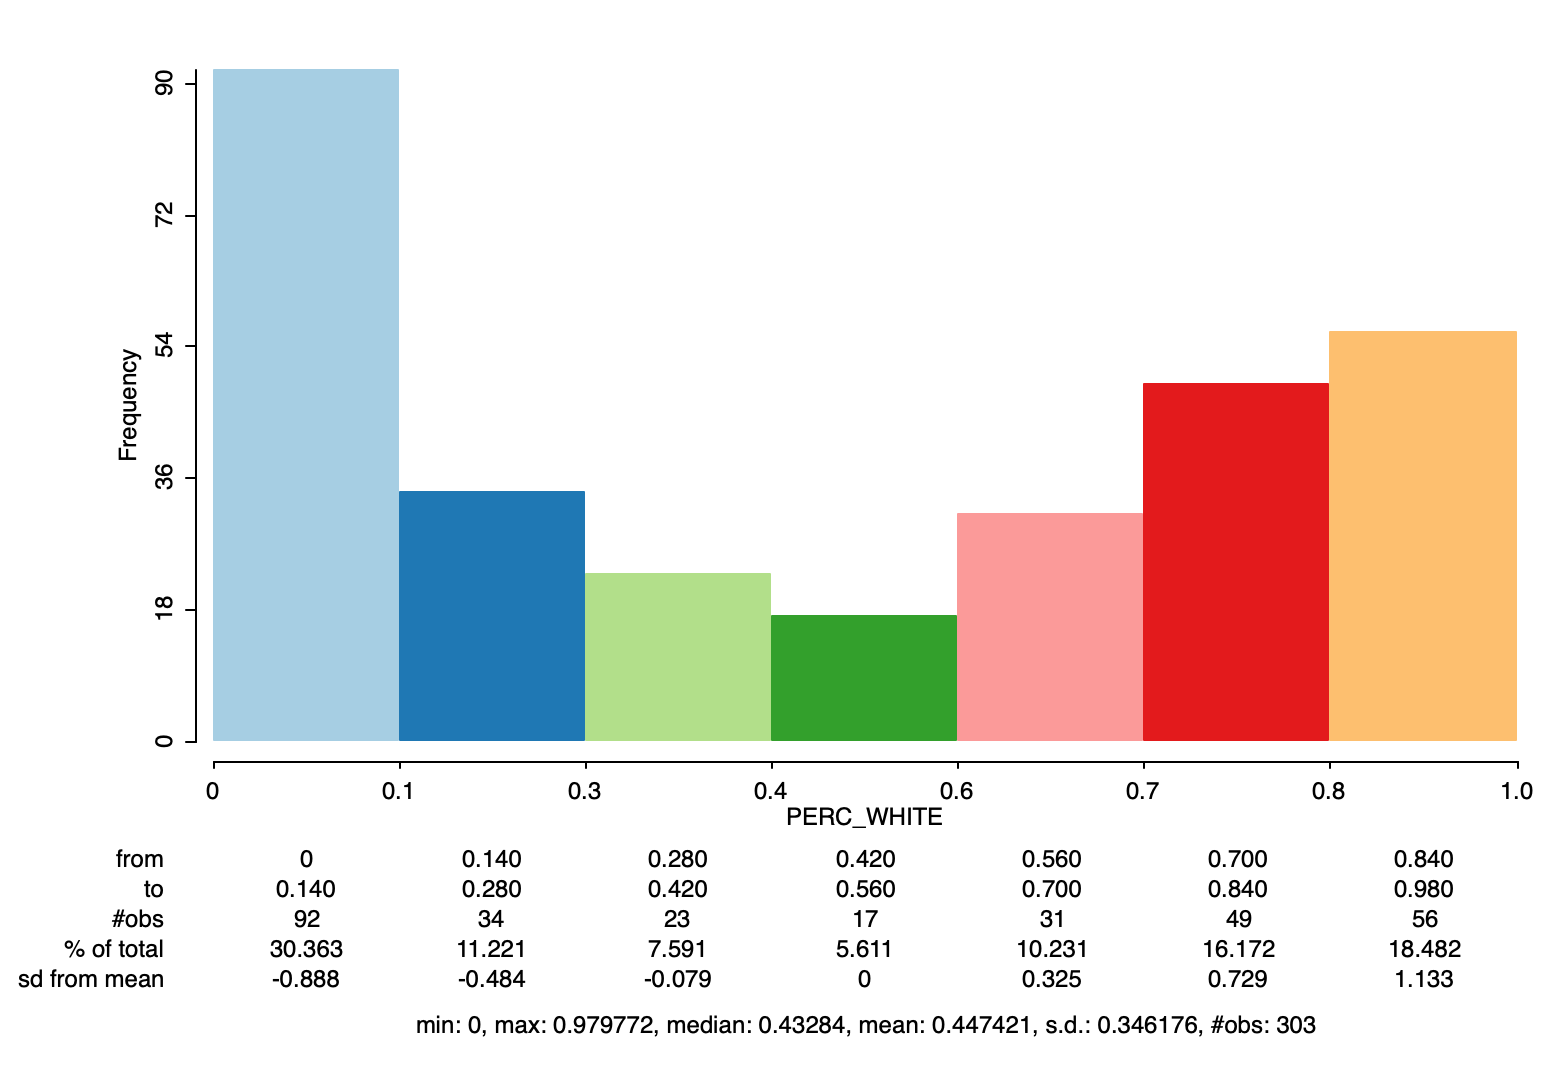 90
72
54
36
18
0
Frequency
0 0.1 0.3 0.4 0.6 0.7 0.8 1.0
PERC_WHITE
from 0 0.140 0.280 0.420 0.560 0.700 0.840
to 0.140 0.280 0.420 0.560 0.700 0.840 0.980
#obs 92 34 23 17 31 49 56
% of total 30.363 11.221 7.591 5.611 10.231 16.172 18.482
sd from mean -0.888 -0.484 -0.079 0 0.325 0.729 1.133
min: 0, max: 0.979772, median: 0.43284, mean: 0.447421, s.d.: 0.346176, #obs: 303